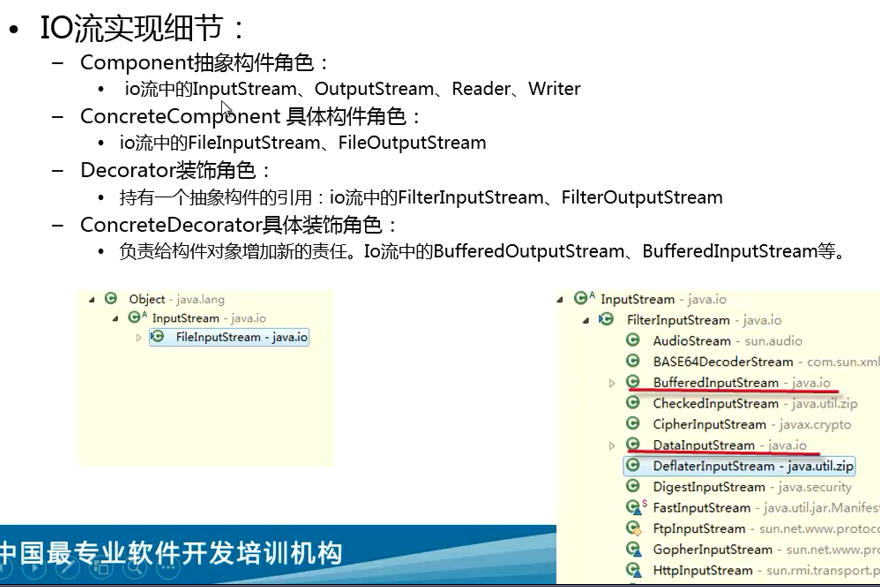 • IO流实现细节：
– Component抽象构件角色：
• io流中的InputStream、OutputStream、Reader、Writer
– ConcreteComponent 具体构件角色：
• io流中的FileInputStream、FileOutputStream
– Decorator装饰角色：
• 持有一个抽象构件的引用：io流中的FilterInputStream、FilterOutputStream
– ConcreteDecorator具体装饰角色：
• 负责给构件对象增加新的责任。Io流中的BufferedOutputStream、BufferedInputStream等。
Object - java.lang
InputStream - java.io
FileInputStream - java.io
InputStream - java.io
FilterInputStream - java.io
AudioStream - sun.audio
BASE64DecoderStream - com.sun.xml
BufferedInputStream - java.io
CheckedInputStream - java.util.zip
CipherInputStream - javax.crypto
DataInputStream - java.io
DeflaterInputStream - java.util.zip
DigestInputStream - java.security
FastInputStream - java.util.jar.Manifest
FtpInputStream - sun.net.www.protoco
GopherInputStream - sun.net.www.pro
HttpInputStream - sun.rmi.transport.p
中国最专业软件开发培训机构